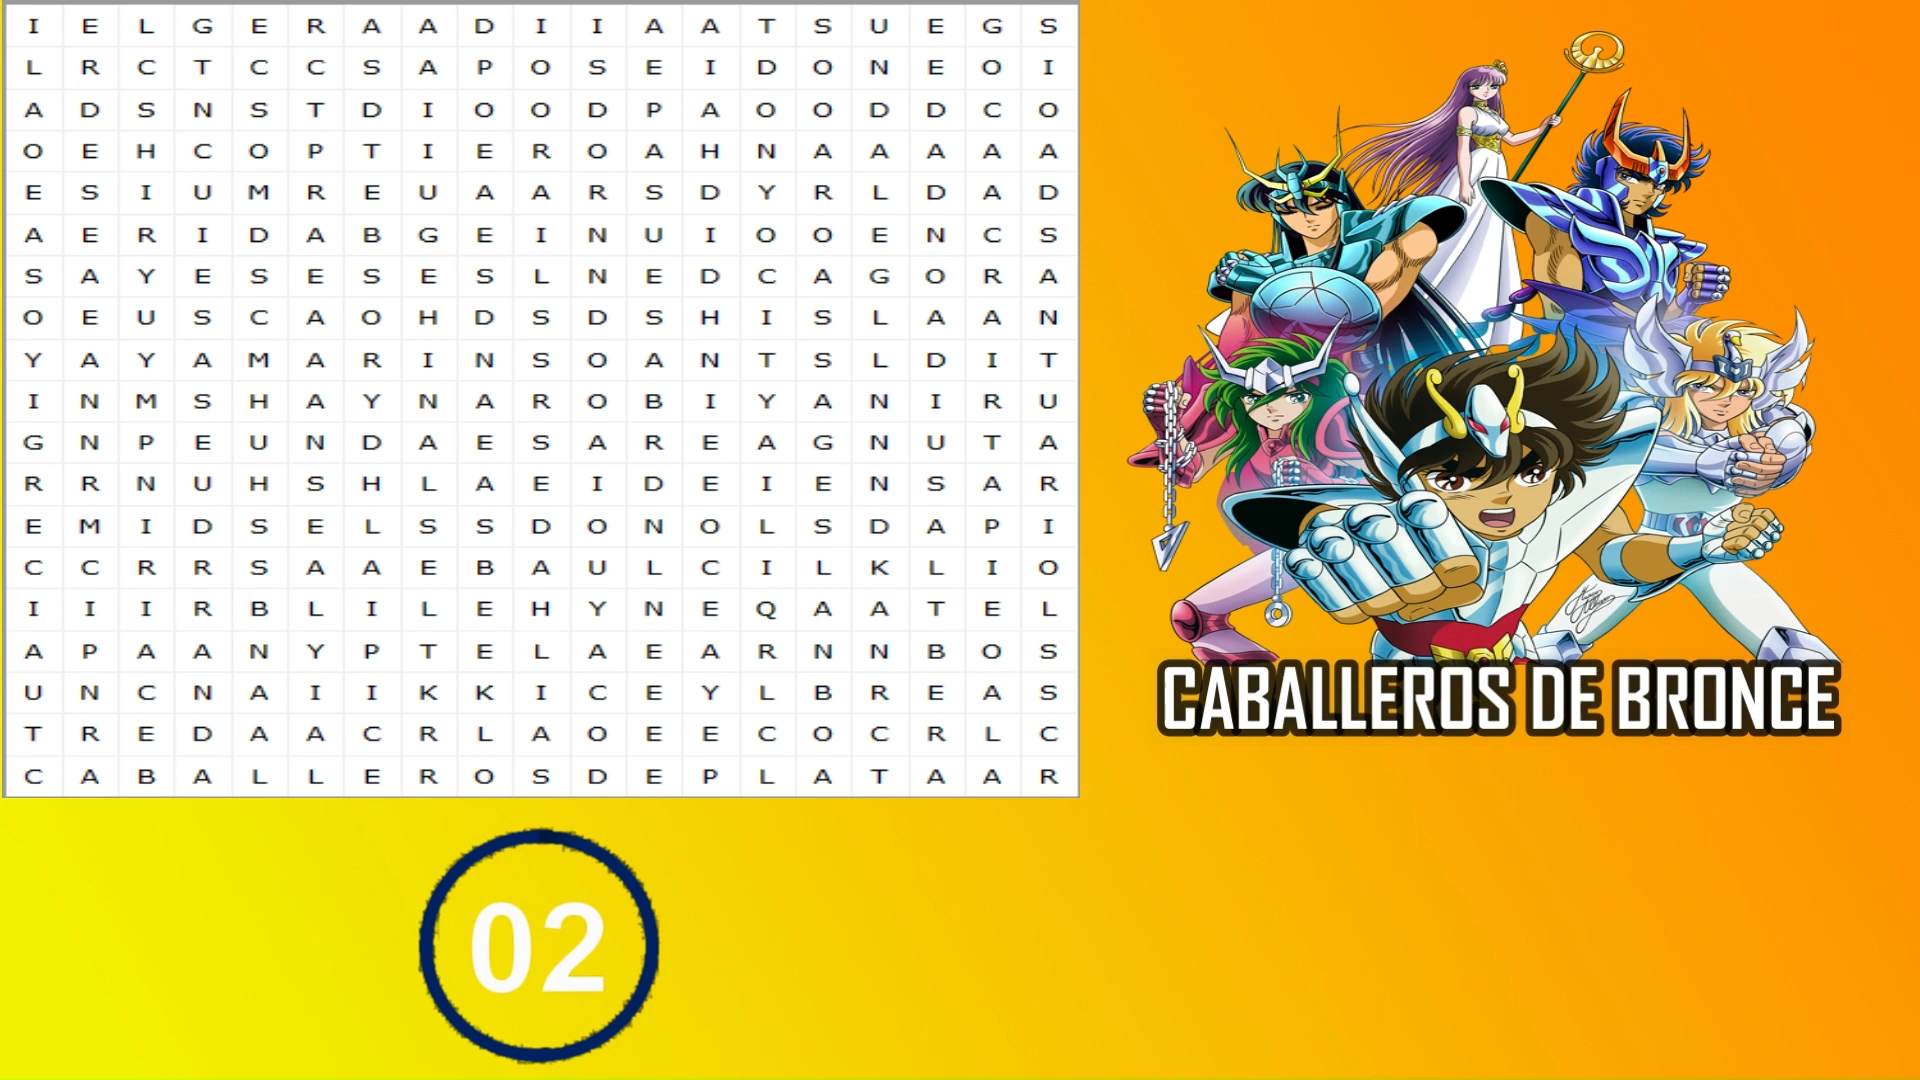 I E L G E R A A D I I A A T S U E G S
L R C T C C S A P O S E I D O N E O I
A D S N S T D I O O D P A O O D D C O
O E H C O P T I E R O A H N A A A A A
E S I U M R E U A A R S D Y R L D A D
A E R I D A B G E I N U I O O E N C S
S A Y E S E S E S L N E D C A G O R A
O E U S C A O H D S D S H I S L A A N
Y A Y A M A R I N S O A N T S L D I T
I N M S H A Y N A R O B I Y A N I R U
G N P E U N D A E S A R E A G N U T A
R R N U H S H L A E I D E I E N S A R
E M I D S E L S S D O N O L S D A P I
C C R R S A A E B A U L C I L K L I O
I I I R B L I L E H Y N E Q A A T E L
A P A A N Y P T E L A E A R N N B O S
U N C N A I I K K I C E Y L B R E A S
T R E D A A C R L A O E E C O C R L C
C A B A L L E R O S D E P L A T A A R
CABALLEROS DE BRONCE
02